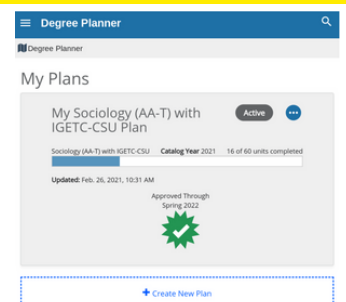 Degree Planner
Degree Planner
My Plans
My Sociology (AA-T) with
IGETC-CSU Plan
Active
Sociology (AA-T) with IGETC-CSU Catalog Year 2021 16 of 60 units completed
Updated: Feb. 26, 2021, 10:31 AM
Approved Through
Spring 2022
+ Create New Plan